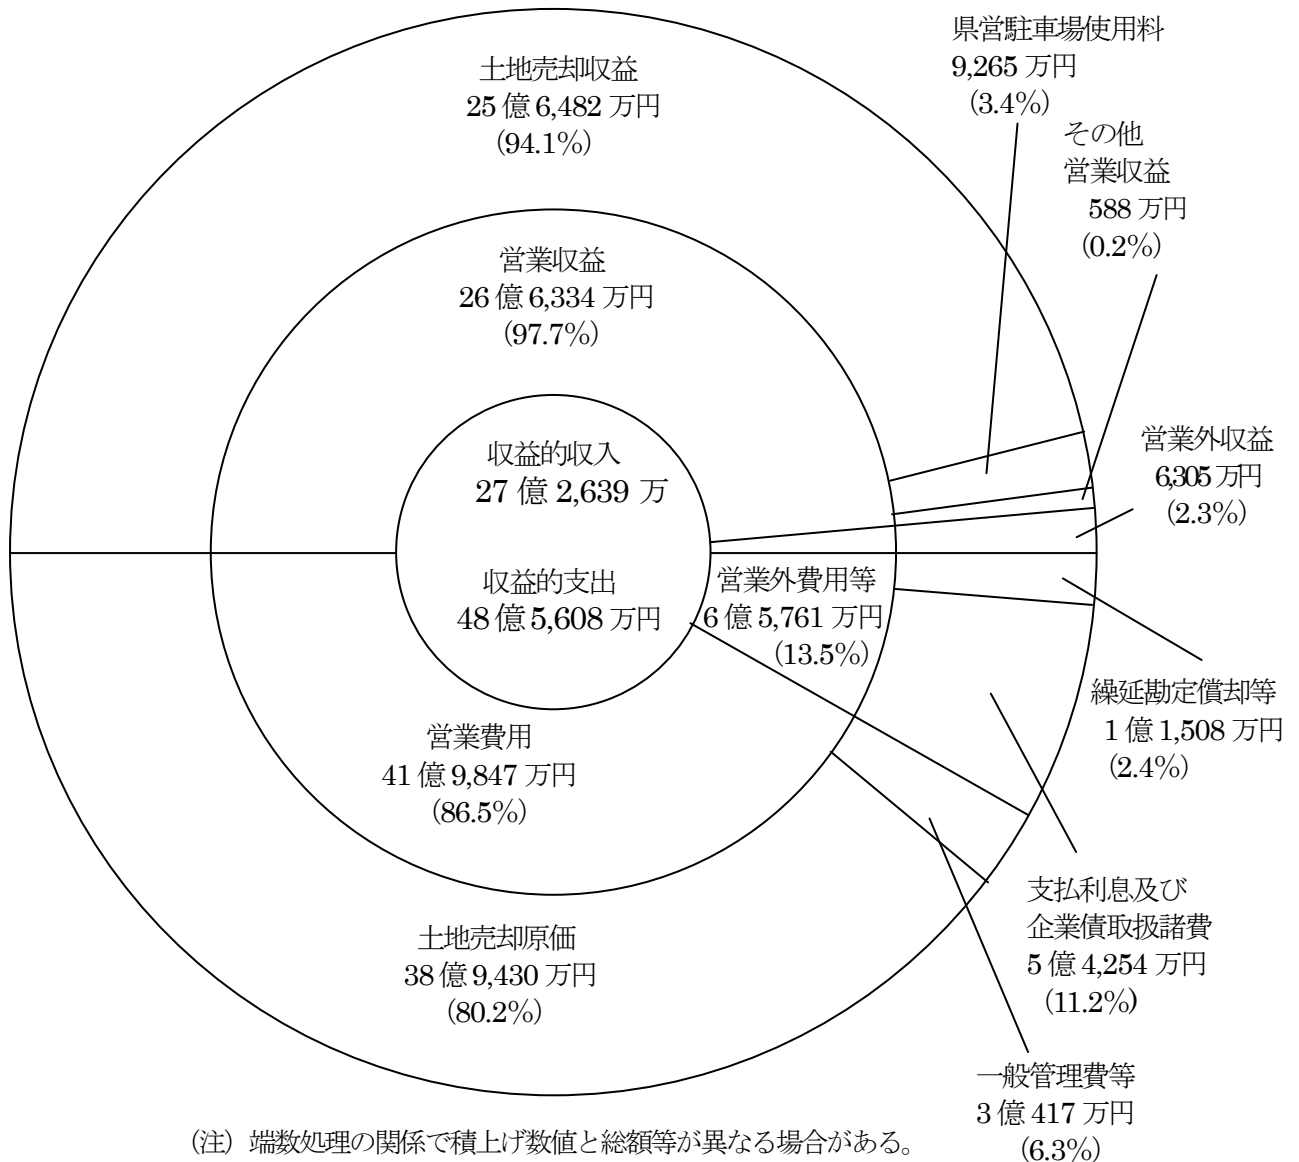 県営駐車場使用料
9,265 万円
(3.4%)
土地売却収益
25 億 6,482 万円
(94.1%)
その他
営業収益
588 万円
(0.2%)
営業収益
26 億 6,334 万円
(97.7%)
営業外収益
6,305 万円
(2.3%)
収益的収入
27 億 2,639 万
収益的支出
48 億 5,608 万円
営業外費用等
6 億 5,761 万円
(13.5%)
繰延勘定償却等
1 億 1,508 万円
(2.4%)
営業費用
41 億 9,847 万円
(86.5%)
支払利息及び
企業債取扱諸費
5 億 4,254 万円
(11.2%)
土地売却原価
38 億 9,430 万円
(80.2%)
一般管理費等
3 億 417 万円
(6.3%)
(注) 端数処理の関係で積上げ数値と総額等が異なる場合がある。